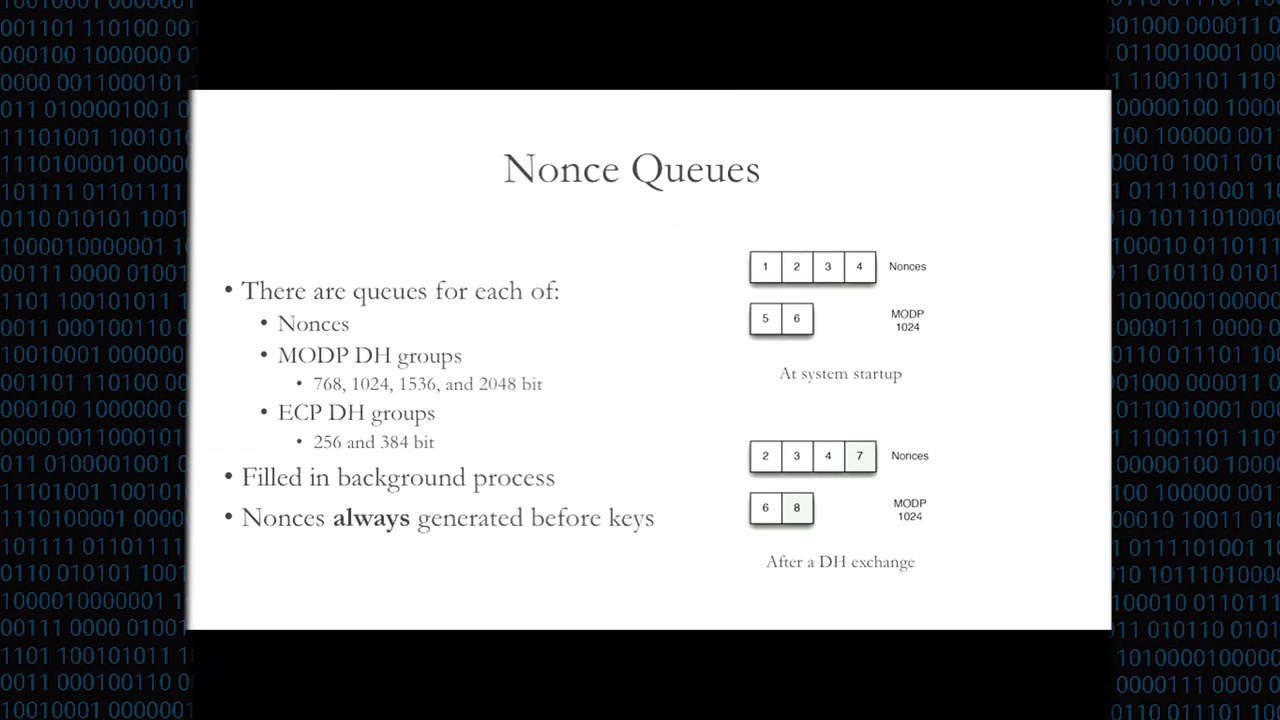 Nonce Queues
• There are queues for each of:
• Nonces
• MODP DH groups
• 768, 1024, 1536, and 2048 bit
• ECP DH groups
• 256 and 384 bit
• Filled in background process
• Nonces always generated before keys
1 2 3 4 Nonces
5 6 MODP
1024
At system startup
2 3 4 7 Nonces
6 8 MODP
1024
After a DH exchange